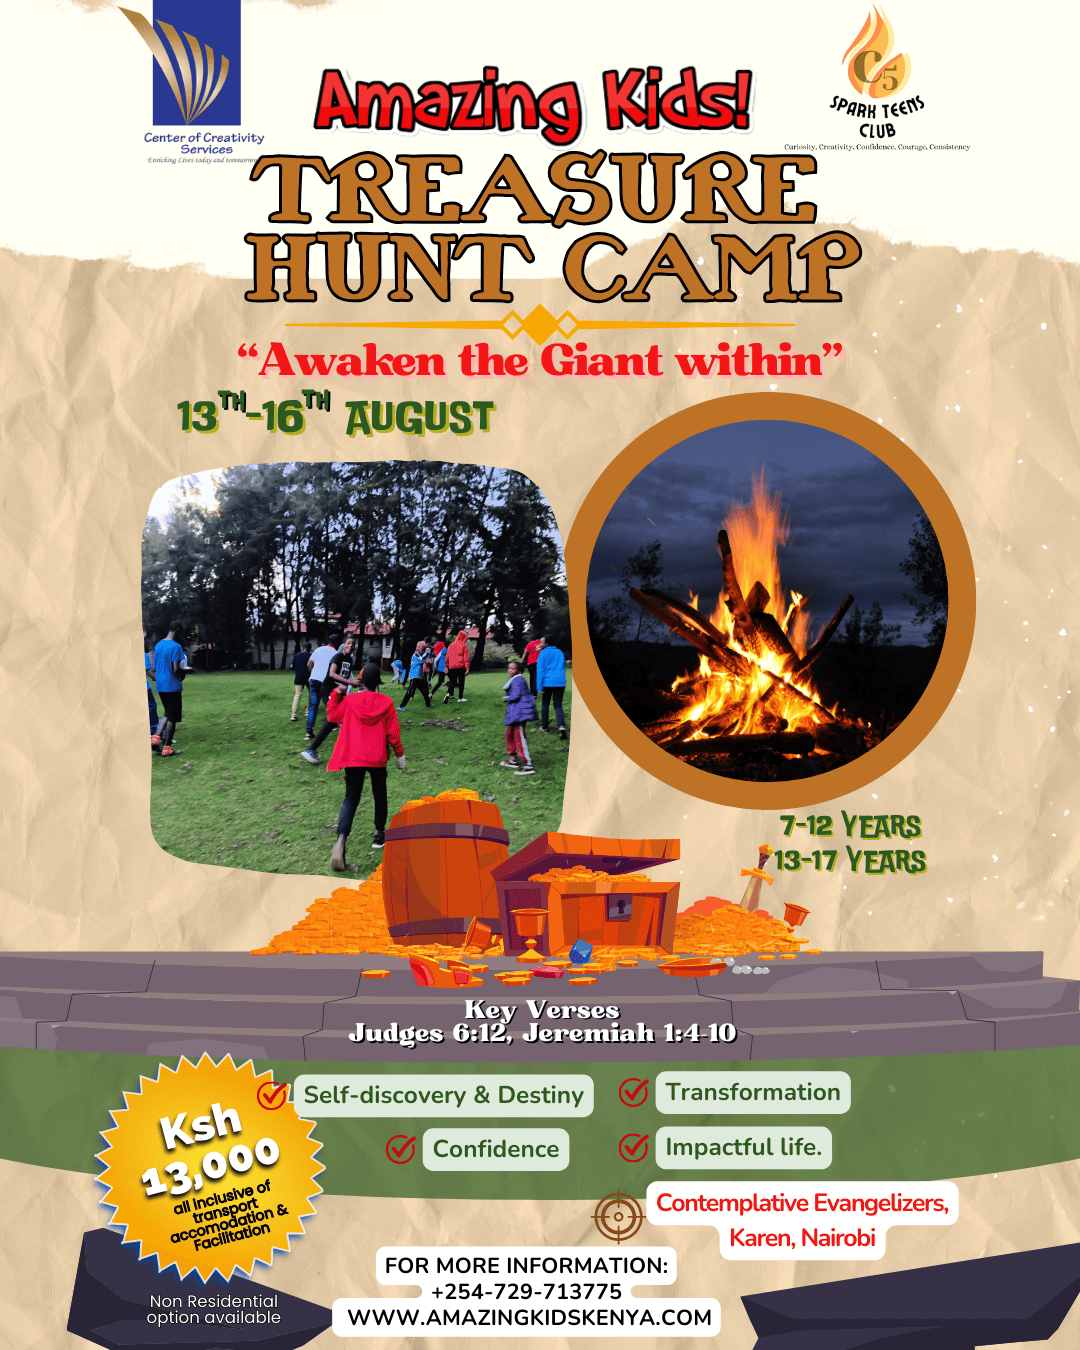 Center of Creativity
Services
Enriching Lives today and tommorrow
Amazing Kids!
C5
SPARK TEENS
CLUB
Curiosity, Creativity, Confidence, Courage, Consistency
TREASURE
HUNT CAMP
“Awaken the Giant within”
13TH-16TH AUGUST
7-12 YEARS
13-17 YEARS
Key Verses
Judges 6:12, Jeremiah 1:4-10
Self-discovery & Destiny
Transformation
Confidence
Impactful life.
Ksh
13,000
all inclusive of
transport
accomodation &
Facilitation
Non Residential
option available
Contemplative Evangelizers,
Karen, Nairobi
FOR MORE INFORMATION:
+254-729-713775
WWW.AMAZINGKIDSKENYA.COM